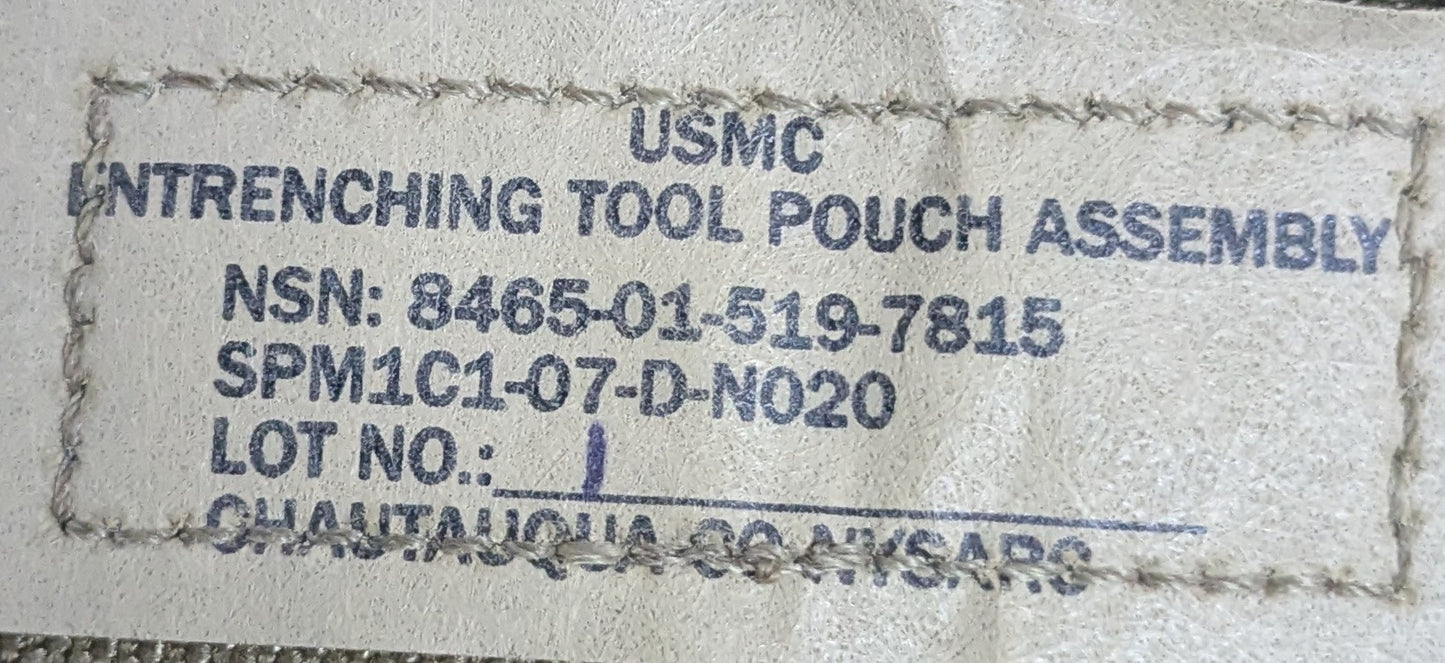 USMC
ENTRENCHING TOOL POUCH ASSEMBLY
NSN: 8465-01-519-7815
SPM1C1-07-D-N020
LOT NO.: 1
CHAUTAUQUA CO NYSARC